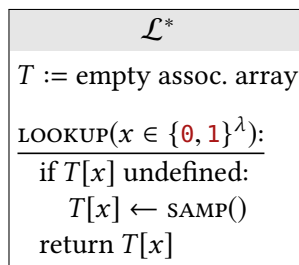 𝓛*
T := empty assoc. array
LOOKUP(x ∈ {0, 1}^λ):
if T[x] undefined:
T[x] ← SAMP()
return T[x]